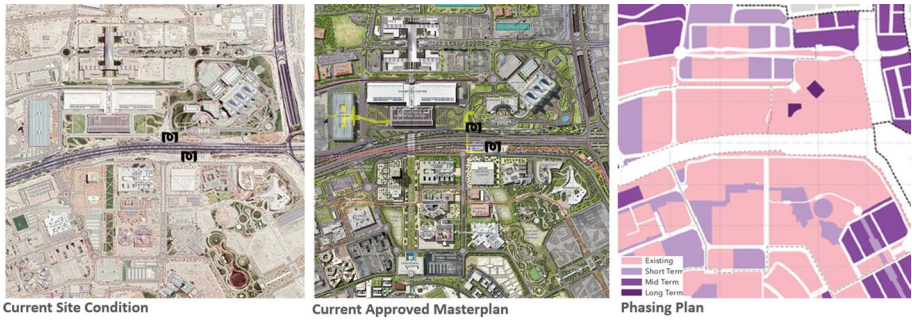 Existing
Short Term
Mid Term
Long Term
Current Site Condition
Current Approved Masterplan
Phasing Plan